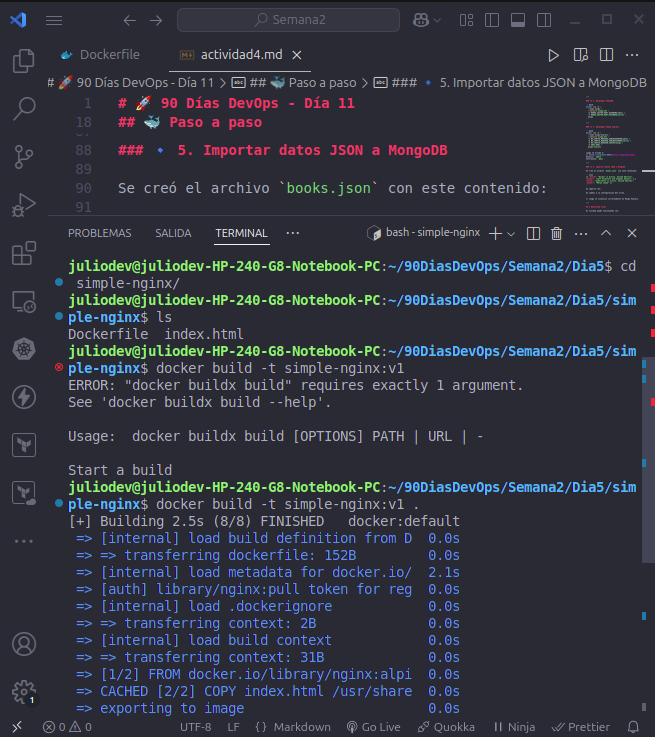 Semana2
Dockerfile
actividad4.md
# 🚀 90 Días DevOps - Día 11 > ## 🐳 Paso a paso > ### 🔹 5. Importar datos JSON a MongoDB
1 # 🚀 90 Días DevOps - Día 11
18 ## 🐳 Paso a paso
88 ### 🔹 5. Importar datos JSON a MongoDB
89
90 Se creó el archivo `books.json` con este contenido:
91
PROBLEMAS SALIDA TERMINAL ... bash - simple-nginx
juliodev@juliodev-HP-240-G8-Notebook-PC:~/90DiasDevOps/Semana2/Dia5$ cd
simple-nginx/
juliodev@juliodev-HP-240-G8-Notebook-PC:~/90DiasDevOps/Semana2/Dia5/sim
ple-nginx$ ls
Dockerfile index.html
juliodev@juliodev-HP-240-G8-Notebook-PC:~/90DiasDevOps/Semana2/Dia5/sim
ple-nginx$ docker build -t simple-nginx:v1
ERROR: "docker buildx build" requires exactly 1 argument.
See 'docker buildx build --help'.
Usage: docker buildx build [OPTIONS] PATH | URL | -
Start a build
juliodev@juliodev-HP-240-G8-Notebook-PC:~/90DiasDevOps/Semana2/Dia5/sim
ple-nginx$ docker build -t simple-nginx:v1 .
[+] Building 2.5s (8/8) FINISHED docker:default
=> [internal] load build definition from D 0.0s
=> => transferring dockerfile: 152B 0.0s
=> [internal] load metadata for docker.io/ 2.1s
=> [auth] library/nginx:pull token for reg 0.0s
=> [internal] load .dockerignore 0.0s
=> => transferring context: 2B 0.0s
=> [internal] load build context 0.0s
=> => transferring context: 31B 0.0s
=> [1/2] FROM docker.io/library/nginx:alpi 0.0s
=> CACHED [2/2] COPY index.html /usr/share 0.0s
=> exporting to image 0.0s
1
0 0 UTF-8 LF {} Markdown Go Live Quokka Ninja Prettier